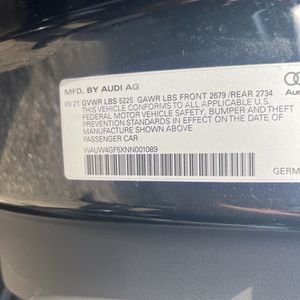 MFD. BY AUDI AG
09.21 GVWR LBS 5225 GAWR LBS FRONT 2679 /REAR 2734
THIS VEHICLE CONFORMS TO ALL APPLICABLE U.S.
FEDERAL MOTOR VEHICLE SAFETY, BUMPER AND THEFT
PREVENTION STANDARDS IN EFFECT ON THE DATE OF
MANUFACTURE SHOWN ABOVE
PASSENGER CAR
WAUW4GF5XNN001089
Aud
GERM